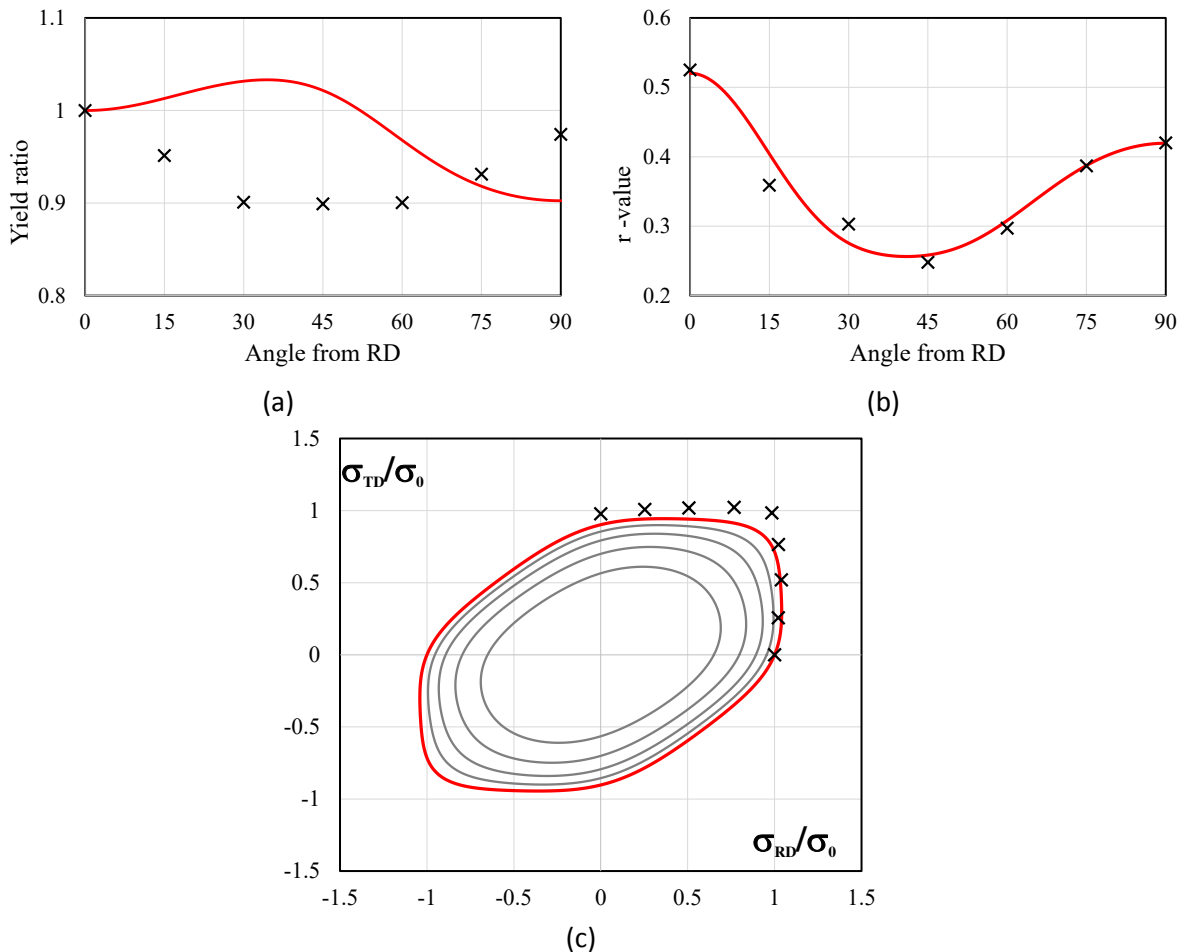 1.1
1
0.9
0.8
Yield ratio
0 15 30 45 60 75 90
Angle from RD
(a)
0.6
0.5
0.4
0.3
0.2
r -value
0 15 30 45 60 75 90
Angle from RD
(b)
1.5
1
0.5
0
-0.5
-1
-1.5
σTD/σ0
σRD/σ0
-1.5 -1 -0.5 0 0.5 1 1.5
(c)